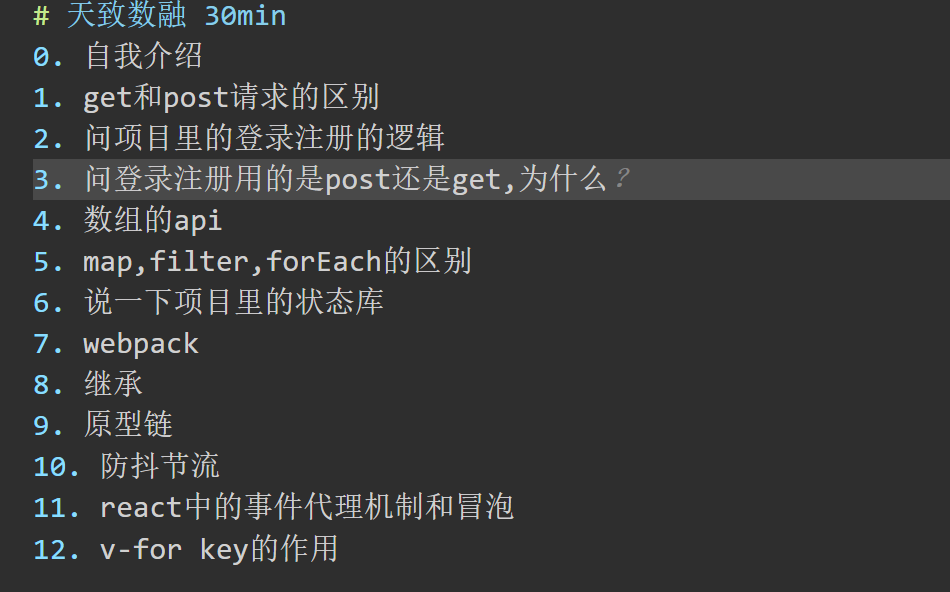 # 天致数融 30min
0. 自我介绍
1. get和post请求的区别
2. 问项目里的登录注册的逻辑
3. 问登录注册用的是post还是get,为什么？
4. 数组的api
5. map,filter,forEach的区别
6. 说一下项目里的状态库
7. webpack
8. 继承
9. 原型链
10. 防抖节流
11. react中的事件代理机制和冒泡
12. v-for key的作用